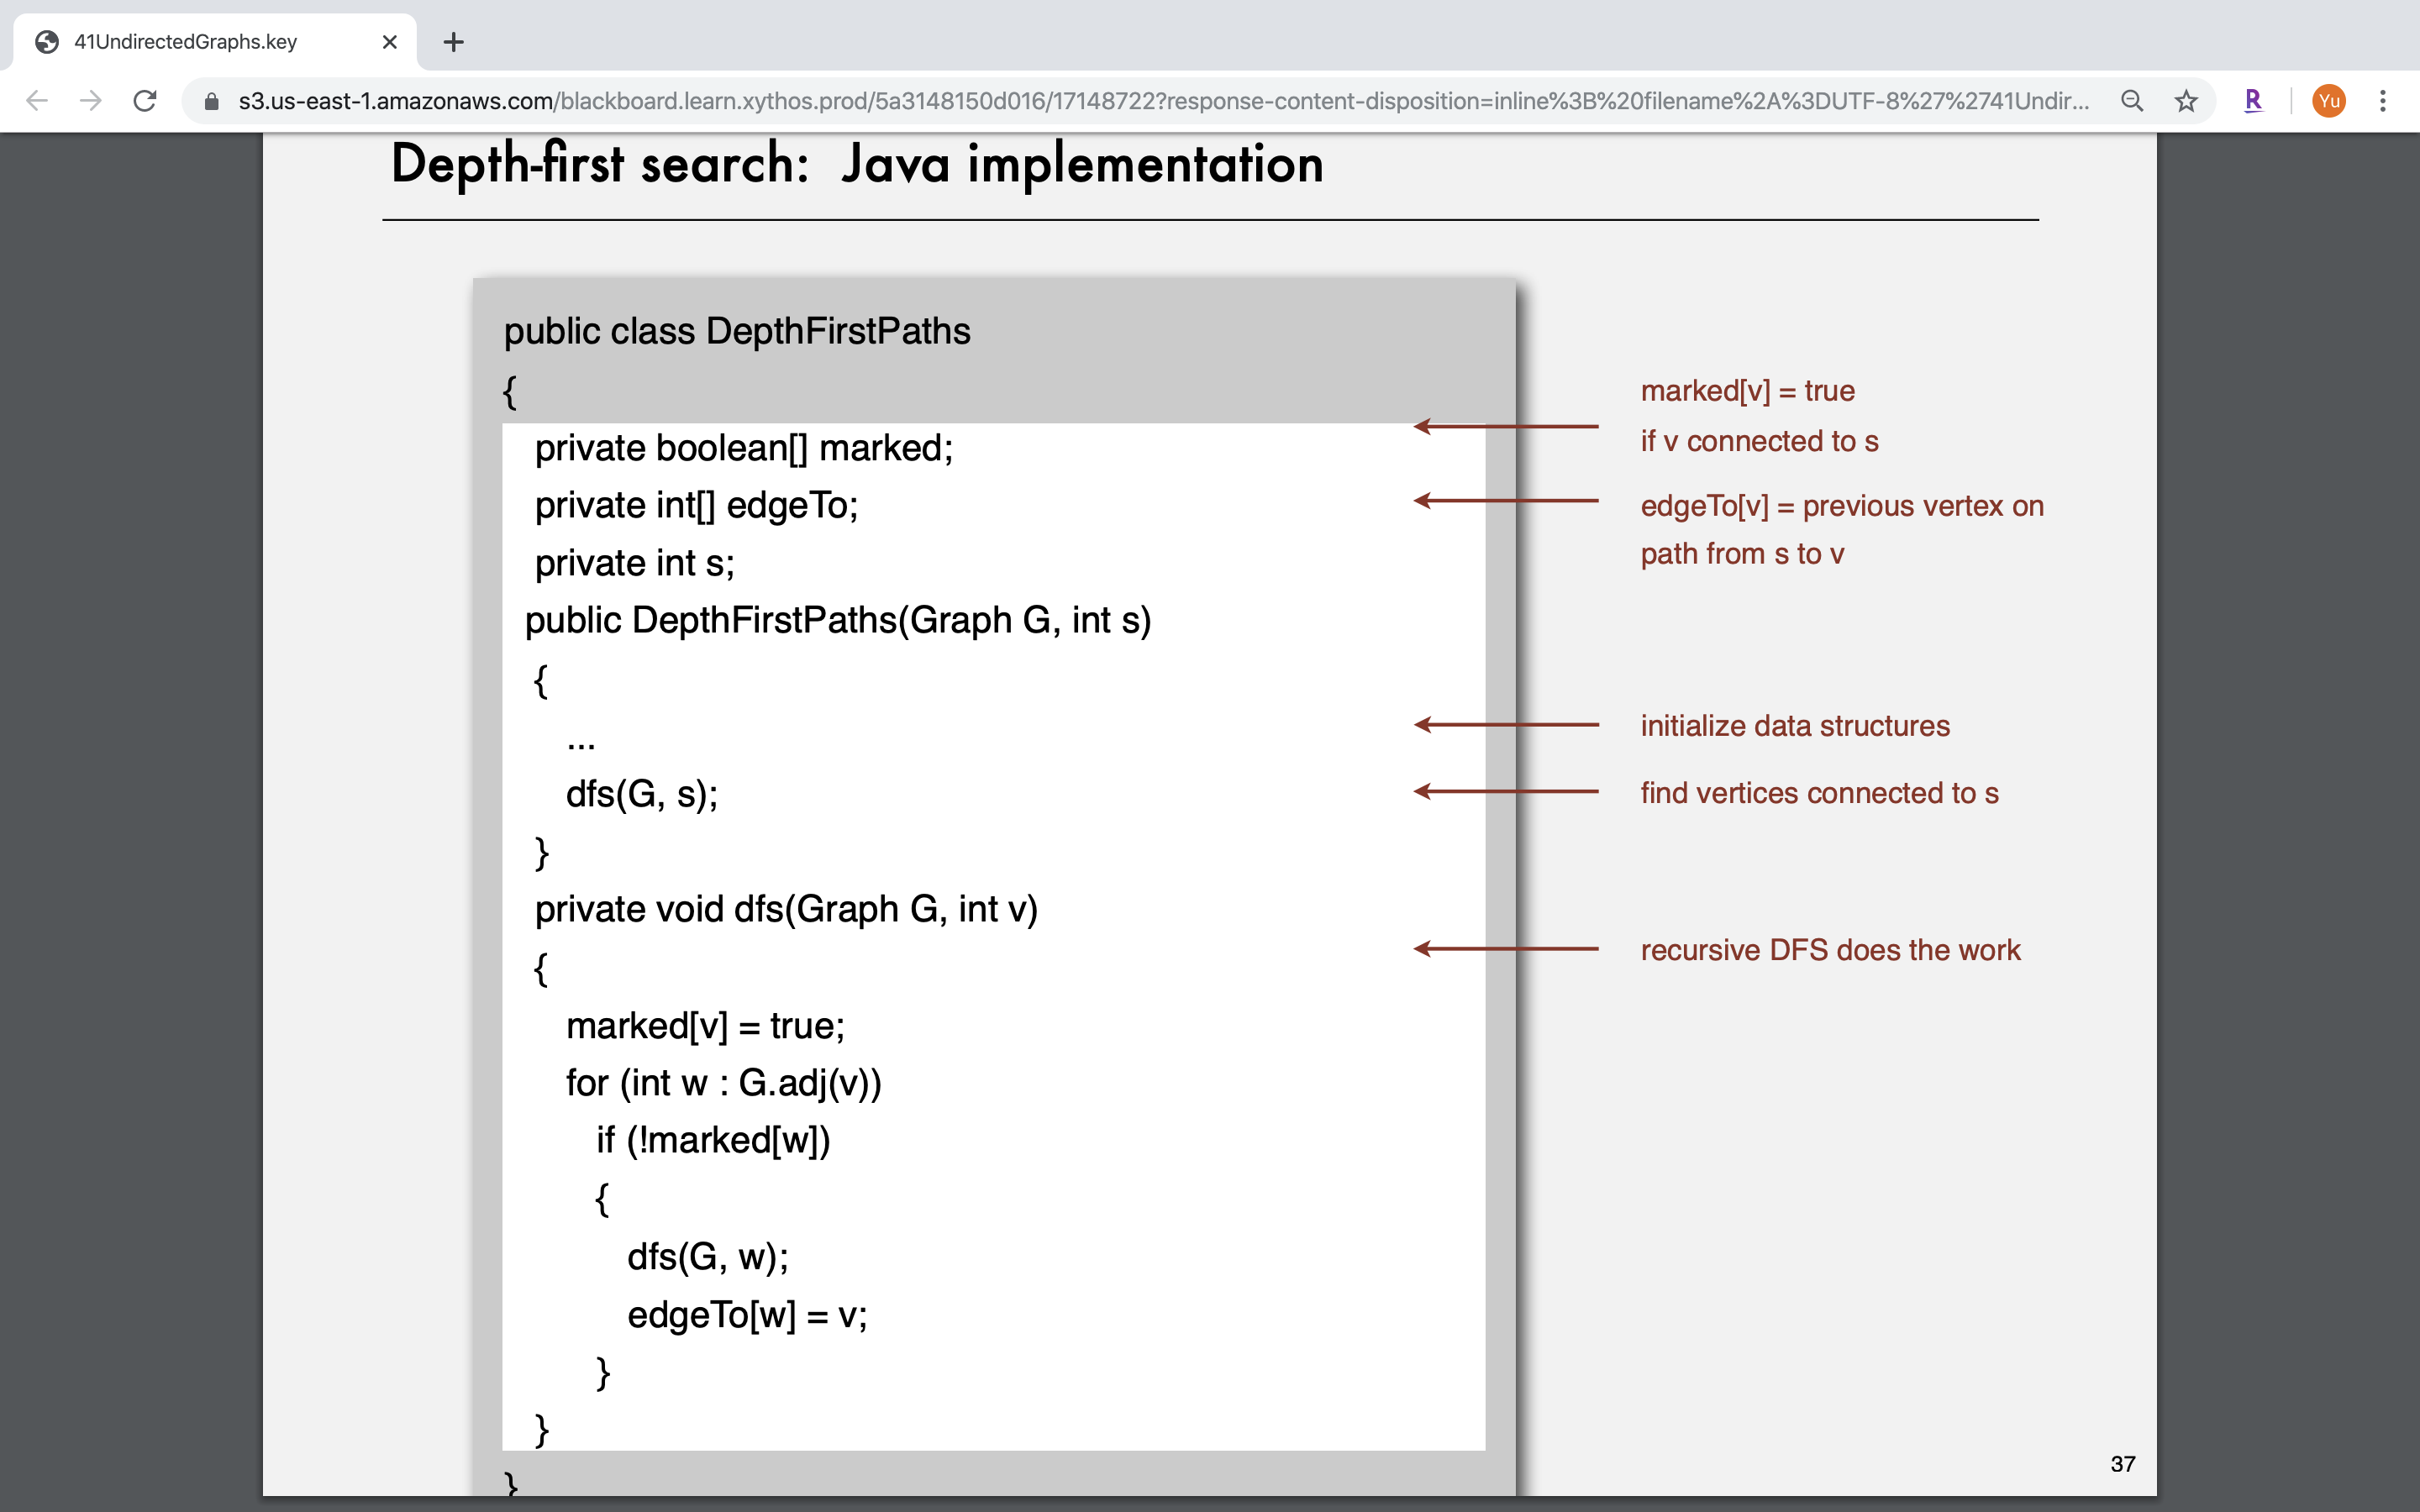 41UndirectedGraphs.key
s3.us-east-1.amazonaws.com/blackboard.learn.xythos.prod/5a3148150d016/17148722?response-content-disposition=inline%3B%20filename%2A%3DUTF-8%27%2741Undir...
R
Yu
Depth-first search: Java implementation
public class DepthFirstPaths
{
private boolean[] marked;
private int[] edgeTo;
private int s;
public DepthFirstPaths(Graph G, int s)
{
...
dfs(G, s);
}
private void dfs(Graph G, int v)
{
marked[v] = true;
for (int w : G.adj(v))
if (!marked[w])
{
dfs(G, w);
edgeTo[w] = v;
}
}
}
marked[v] = true
if v connected to s
edgeTo[v] = previous vertex on
path from s to v
initialize data structures
find vertices connected to s
recursive DFS does the work
37